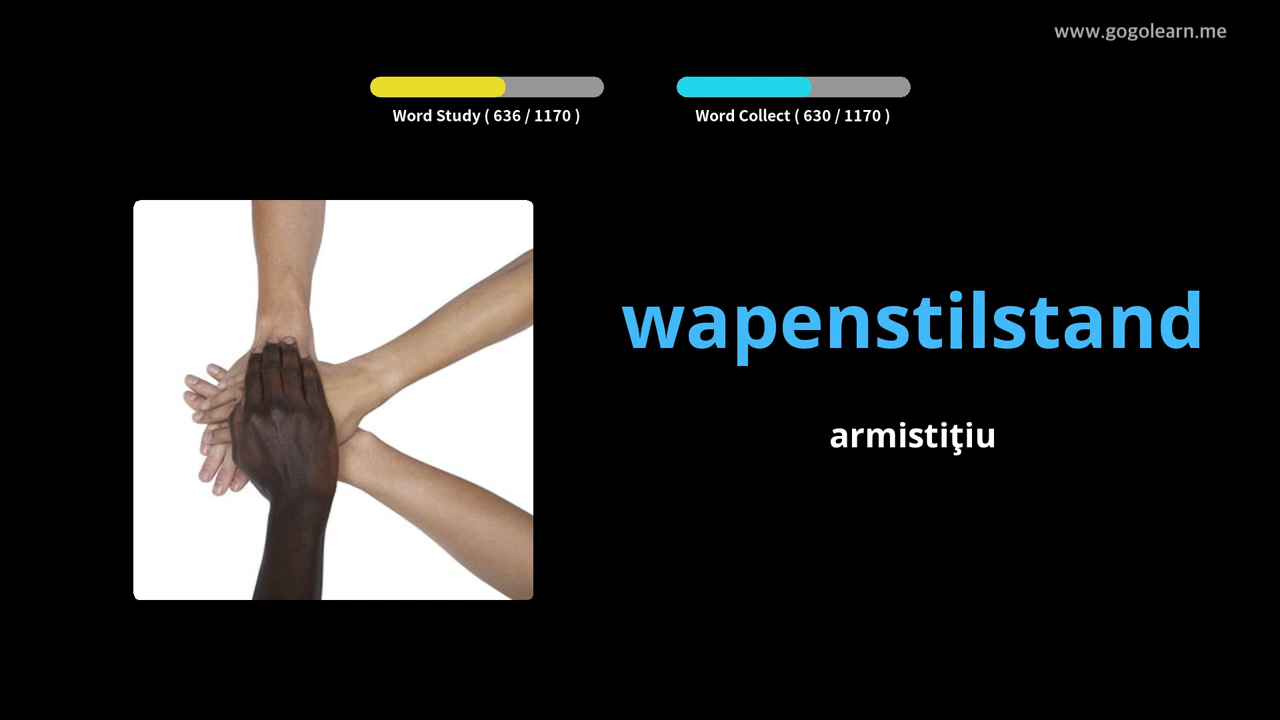 www.gogolearn.me
Word Study ( 636 / 1170 )
Word Collect ( 630 / 1170 )
wapenstilstand
armistiţiu